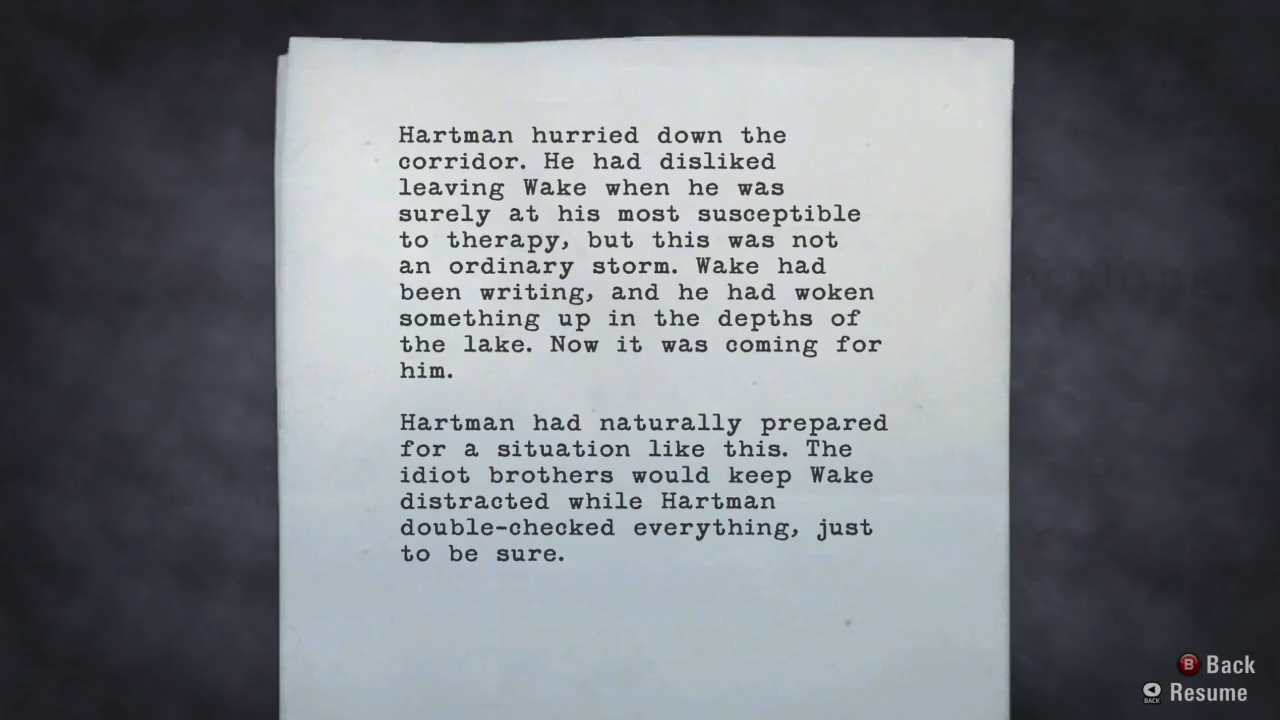 Hartman hurried down the
corridor. He had disliked
leaving Wake when he was
surely at his most susceptible
to therapy, but this was not
an ordinary storm. Wake had
been writing, and he had woken
something up in the depths of
the lake. Now it was coming for
him.
Hartman had naturally prepared
for a situation like this. The
idiot brothers would keep Wake
distracted while Hartman
double-checked everything, just
to be sure.
B Back
BACK Resume